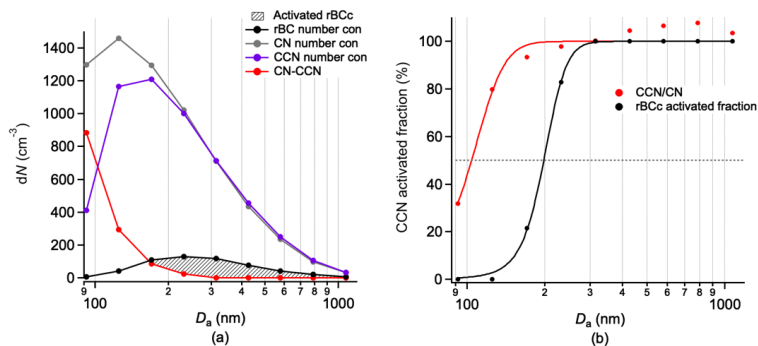 Activated rBCc
rBC number con
CN number con
CCN number con
CN-CCN
1400
1200
1000
800
600
400
200
0
dN (cm⁻³)
9 100 2 3 4 5 6 7 8 9 1000
Dₐ (nm)
(a)
100
80
60
40
20
0
CCN activated fraction (%)
CCN/CN
rBCc activated fraction
9 100 2 3 4 5 6 7 8 9 1000
Dₐ (nm)
(b)